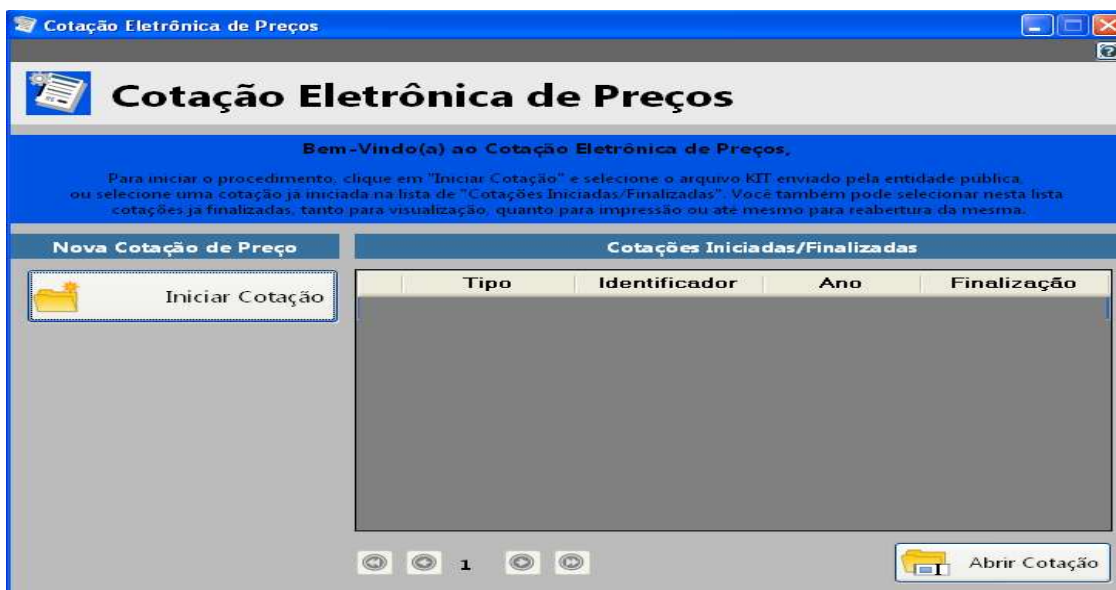 Cotação Eletrônica de Preços
Cotação Eletrônica de Preços
Bem-Vindo(a) ao Cotação Eletrônica de Preços,
Para iniciar o procedimento, clique em "Iniciar Cotação" e selecione o arquivo KIT enviado pela entidade pública,
ou selecione uma cotação já iniciada na lista de "Cotações Iniciadas/Finalizadas". Você também pode selecionar nesta lista
cotações já finalizadas, tanto para visualização, quanto para impressão ou até mesmo para reabertura da mesma.
Nova Cotação de Preço
Cotações Iniciadas/Finalizadas
Iniciar Cotação
Tipo Identificador Ano Finalização
1
Abrir Cotação